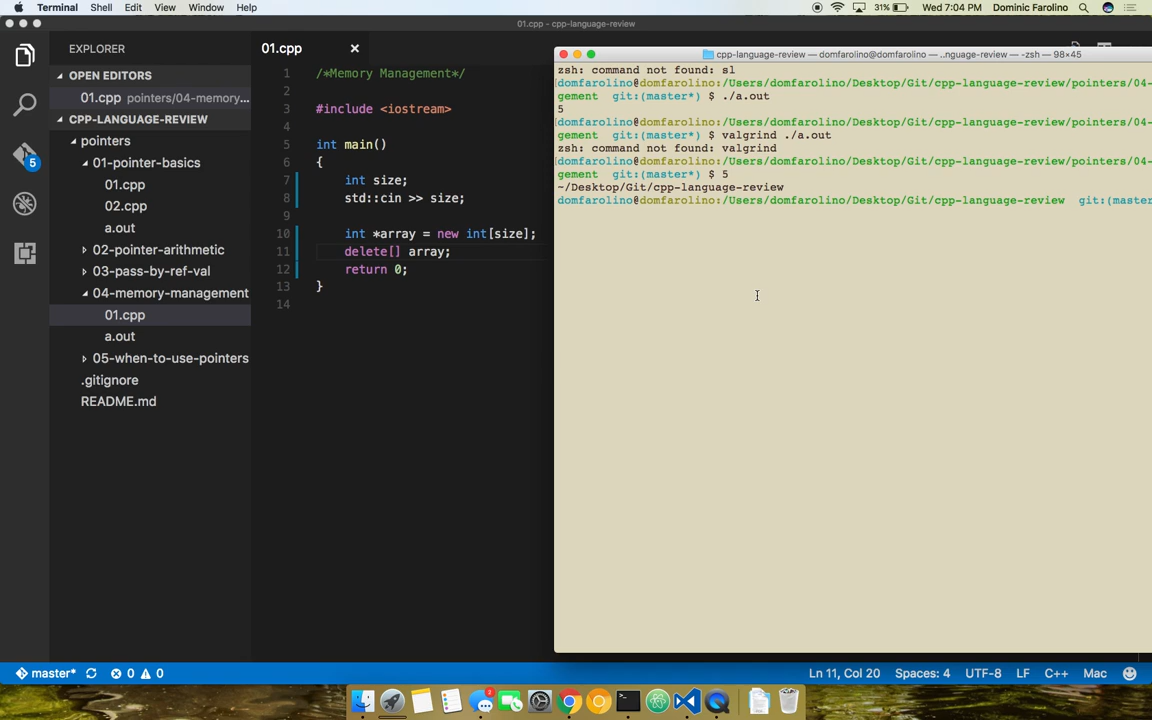 Terminal Shell Edit View Window Help 31% Wed 7:04 PM Dominic Farolino
01.cpp - cpp-language-review
EXPLORER
OPEN EDITORS
01.cpp pointers/04-memory...
CPP-LANGUAGE-REVIEW
pointers
01-pointer-basics
01.cpp
02.cpp
a.out
02-pointer-arithmetic
03-pass-by-ref-val
04-memory-management
01.cpp
a.out
05-when-to-use-pointers
.gitignore
README.md
5
01.cpp
1 /*Memory Management*/
2
3 #include <iostream>
4
5 int main()
6 {
7 int size;
8 std::cin >> size;
9
10 int *array = new int[size];
11 delete[] array;
12 return 0;
13 }
14
cpp-language-review — domfarolino@domfarolino — ..nguage-review — -zsh — 98×45
zsh: command not found: sl
[domfarolino@domfarolino:/Users/domfarolino/Desktop/Git/cpp-language-review/pointers/04-
gement git:(master*) $ ./a.out
5
[domfarolino@domfarolino:/Users/domfarolino/Desktop/Git/cpp-language-review/pointers/04-
gement git:(master*) $ valgrind ./a.out
zsh: command not found: valgrind
[domfarolino@domfarolino:/Users/domfarolino/Desktop/Git/cpp-language-review/pointers/04-
gement git:(master*) $ 5
~/Desktop/Git/cpp-language-review
domfarolino@domfarolino:/Users/domfarolino/Desktop/Git/cpp-language-review git:(master
master* 0 0 Ln 11, Col 20 Spaces: 4 UTF-8 LF C++ Mac
3